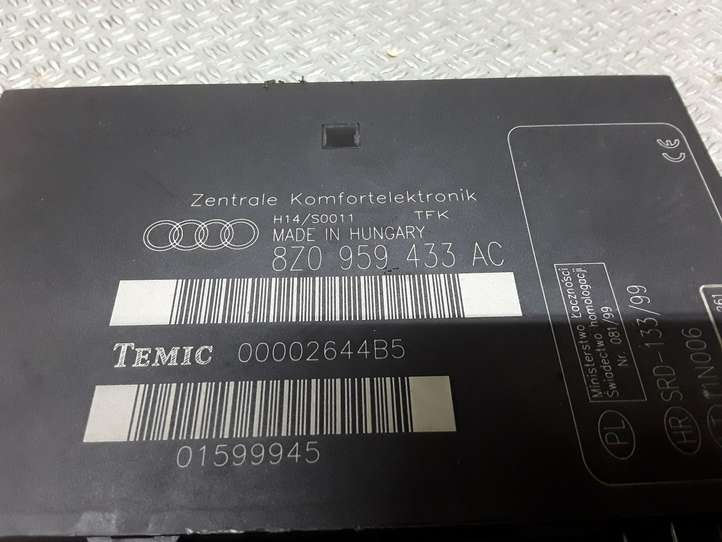 Zentrale Komfortelektronik
H14/S0011 TFK
MADE IN HUNGARY
8Z0 959 433 AC
TEMIC 00002644B5
01599945
CE
PL
Ministerstwo Łączności
Świadectwo homologacji
Nr. 081/99
HR SRD-133/99